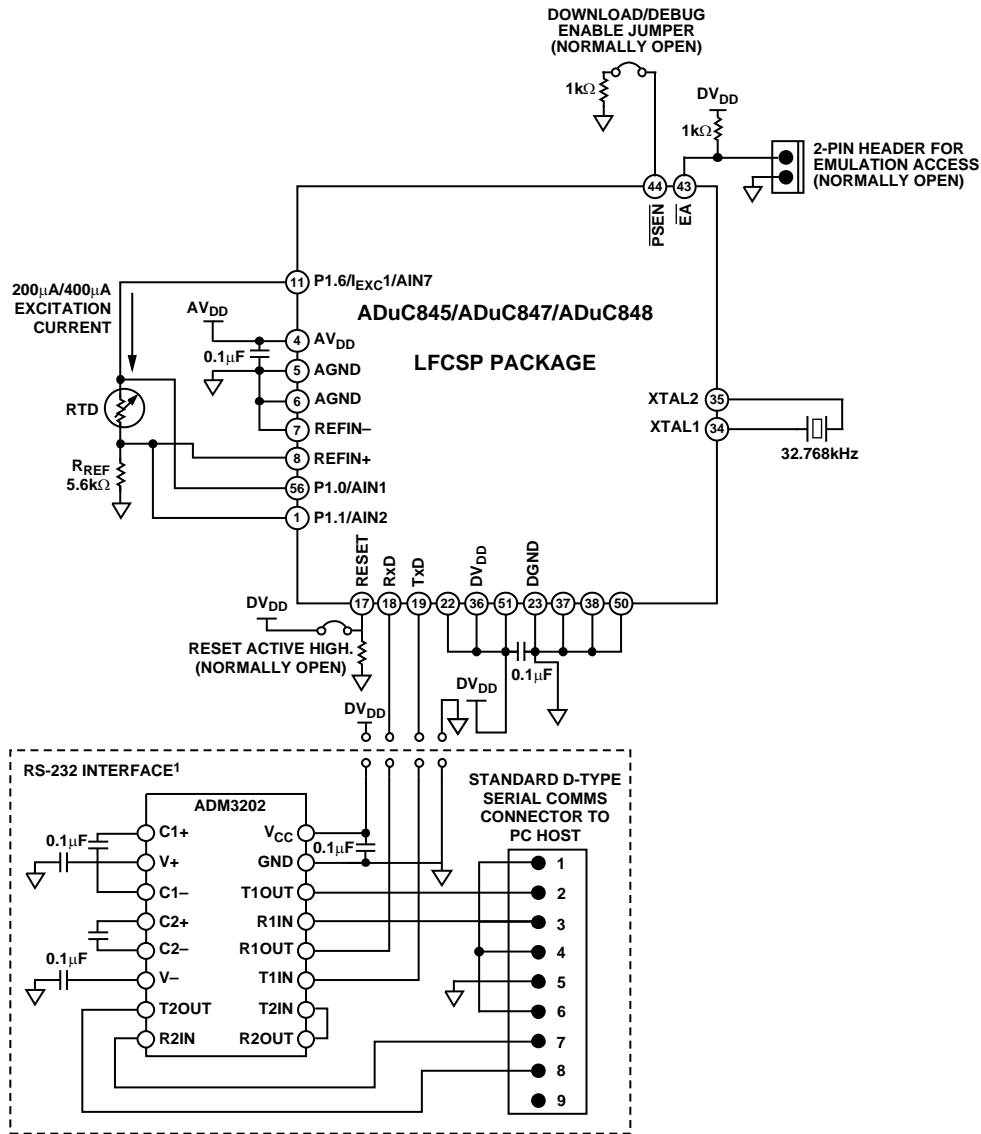 DOWNLOAD/DEBUG
ENABLE JUMPER
(NORMALLY OPEN)
1kΩ
DVDD
1kΩ
2-PIN HEADER FOR
EMULATION ACCESS
(NORMALLY OPEN)
44
43
PSEN
EA
11
P1.6/IEXC1/AIN7
200μA/400μA
EXCITATION
CURRENT
ADuC845/ADuC847/ADuC848
LFCSP PACKAGE
AVDD
4
AVDD
0.1μF
5
AGND
6
AGND
7
REFIN–
8
REFIN+
56
P1.0/AIN1
1
P1.1/AIN2
RTD
RREF
5.6kΩ
XTAL2
35
XTAL1
34
32.768kHz
RESET
RxD
TxD
DVDD
DGND
17
18
19
22
36
51
23
37
38
50
DVDD
RESET ACTIVE HIGH.
(NORMALLY OPEN)
0.1μF
DVDD
DVDD
RS-232 INTERFACE1
STANDARD D-TYPE
SERIAL COMMS
CONNECTOR TO
PC HOST
ADM3202
0.1μF
C1+
V+
C1–
C2+
C2–
0.1μF
V–
T2OUT
R2IN
VCC
0.1μF
GND
T1OUT
R1IN
R1OUT
T1IN
T2IN
R2OUT
1
2
3
4
5
6
7
8
9